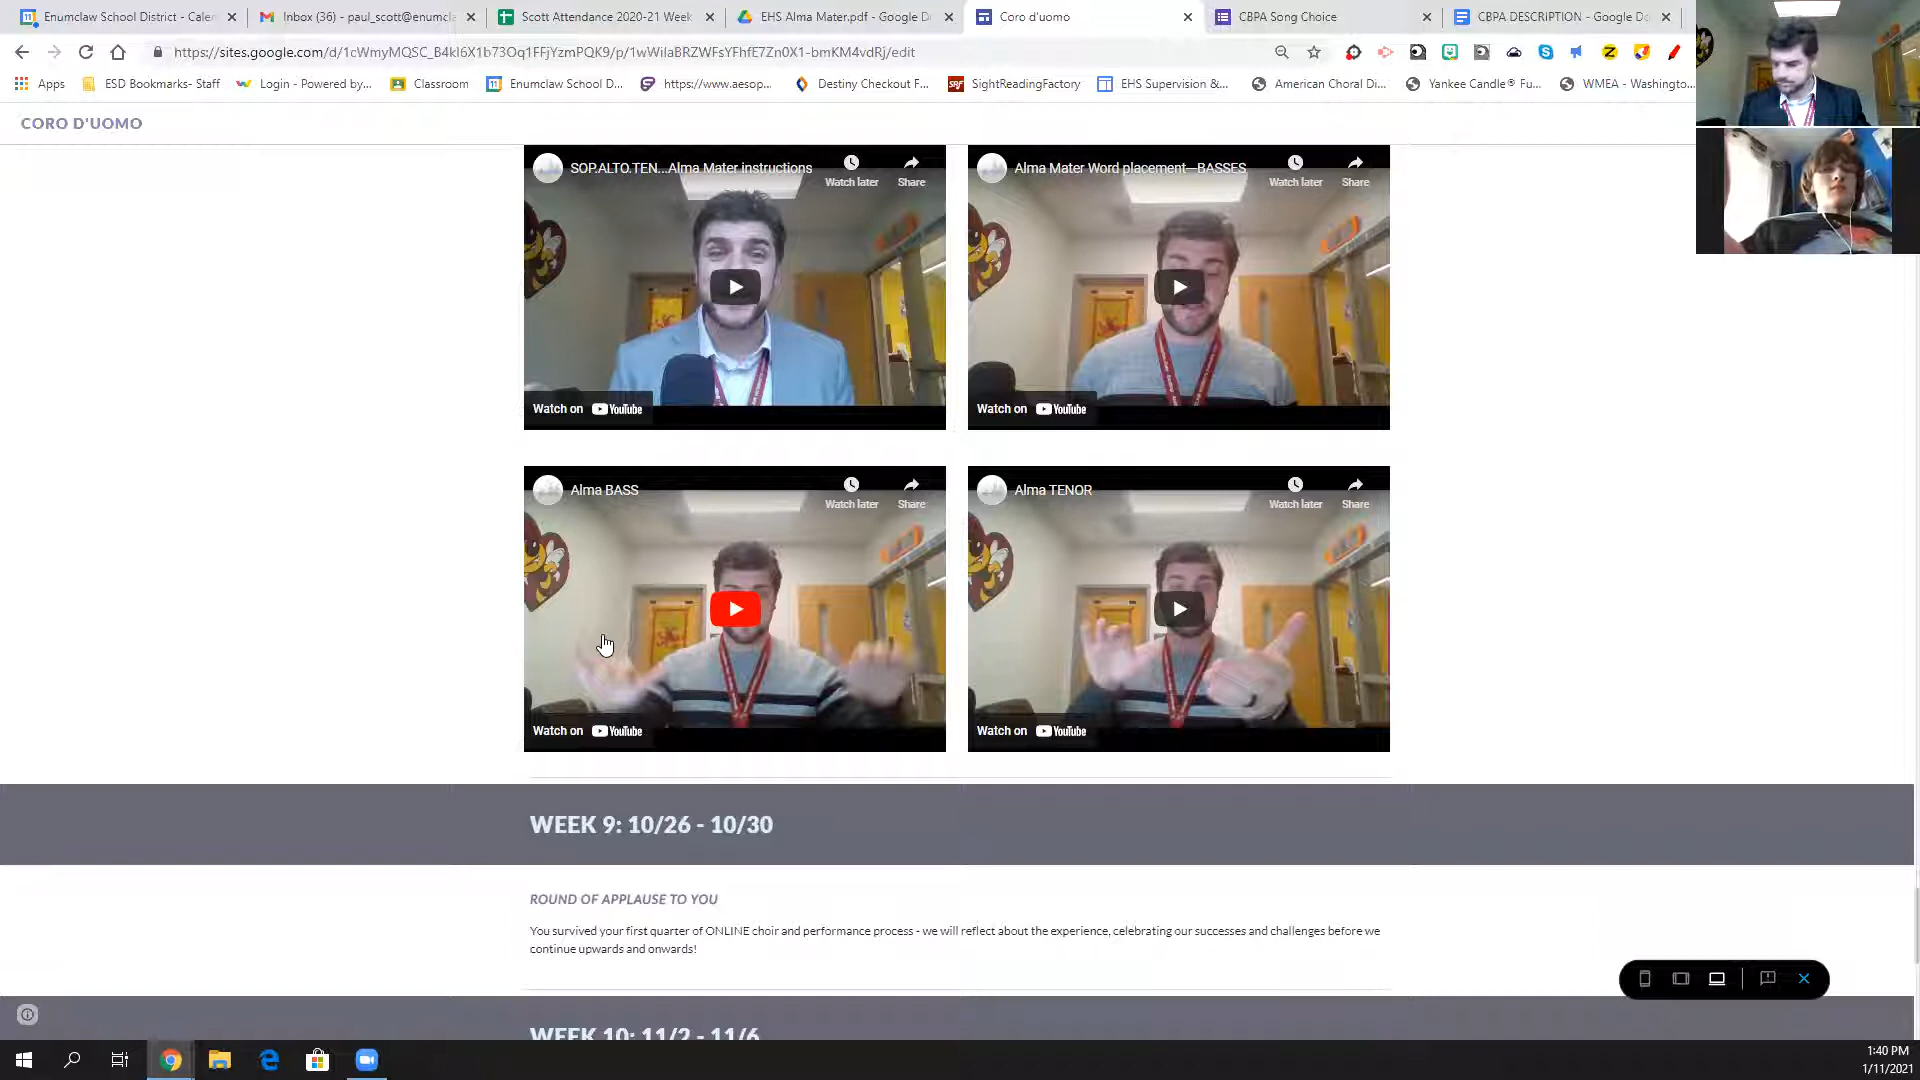 Enumclaw School District - Calen
Inbox (36) - paul_scott@enumcla
Scott Attendance 2020-21 Week
EHS Alma Mater.pdf - Google D
Coro d'uomo
CBPA Song Choice
CBPA DESCRIPTION - Google Do
https://sites.google.com/d/1cWmyMQSC_B4kI6X1b73Oq1FFjYzmPQK9/p/1wWiIaBRZWFsYFhfE7Zn0X1-bmKM4vdRj/edit
Apps
ESD Bookmarks- Staff
Login - Powered by...
Classroom
Enumclaw School D...
https://www.aesop...
Destiny Checkout F...
SightReadingFactory
EHS Supervision &...
American Choral Di...
Yankee Candle® Fu...
WMEA - Washingto...
CORO D'UOMO
SOP.ALTO.TEN...Alma Mater instructions
Watch later
Share
Watch on YouTube
Alma Mater Word placement—BASSES
Watch later
Share
Watch on YouTube
Alma BASS
Watch later
Share
Watch on YouTube
Alma TENOR
Watch later
Share
Watch on YouTube
WEEK 9: 10/26 - 10/30
ROUND OF APPLAUSE TO YOU
You survived your first quarter of ONLINE choir and performance process - we will reflect about the experience, celebrating our successes and challenges before we
continue upwards and onwards!
WEEK 10: 11/2 - 11/6
1:40 PM
1/11/2021